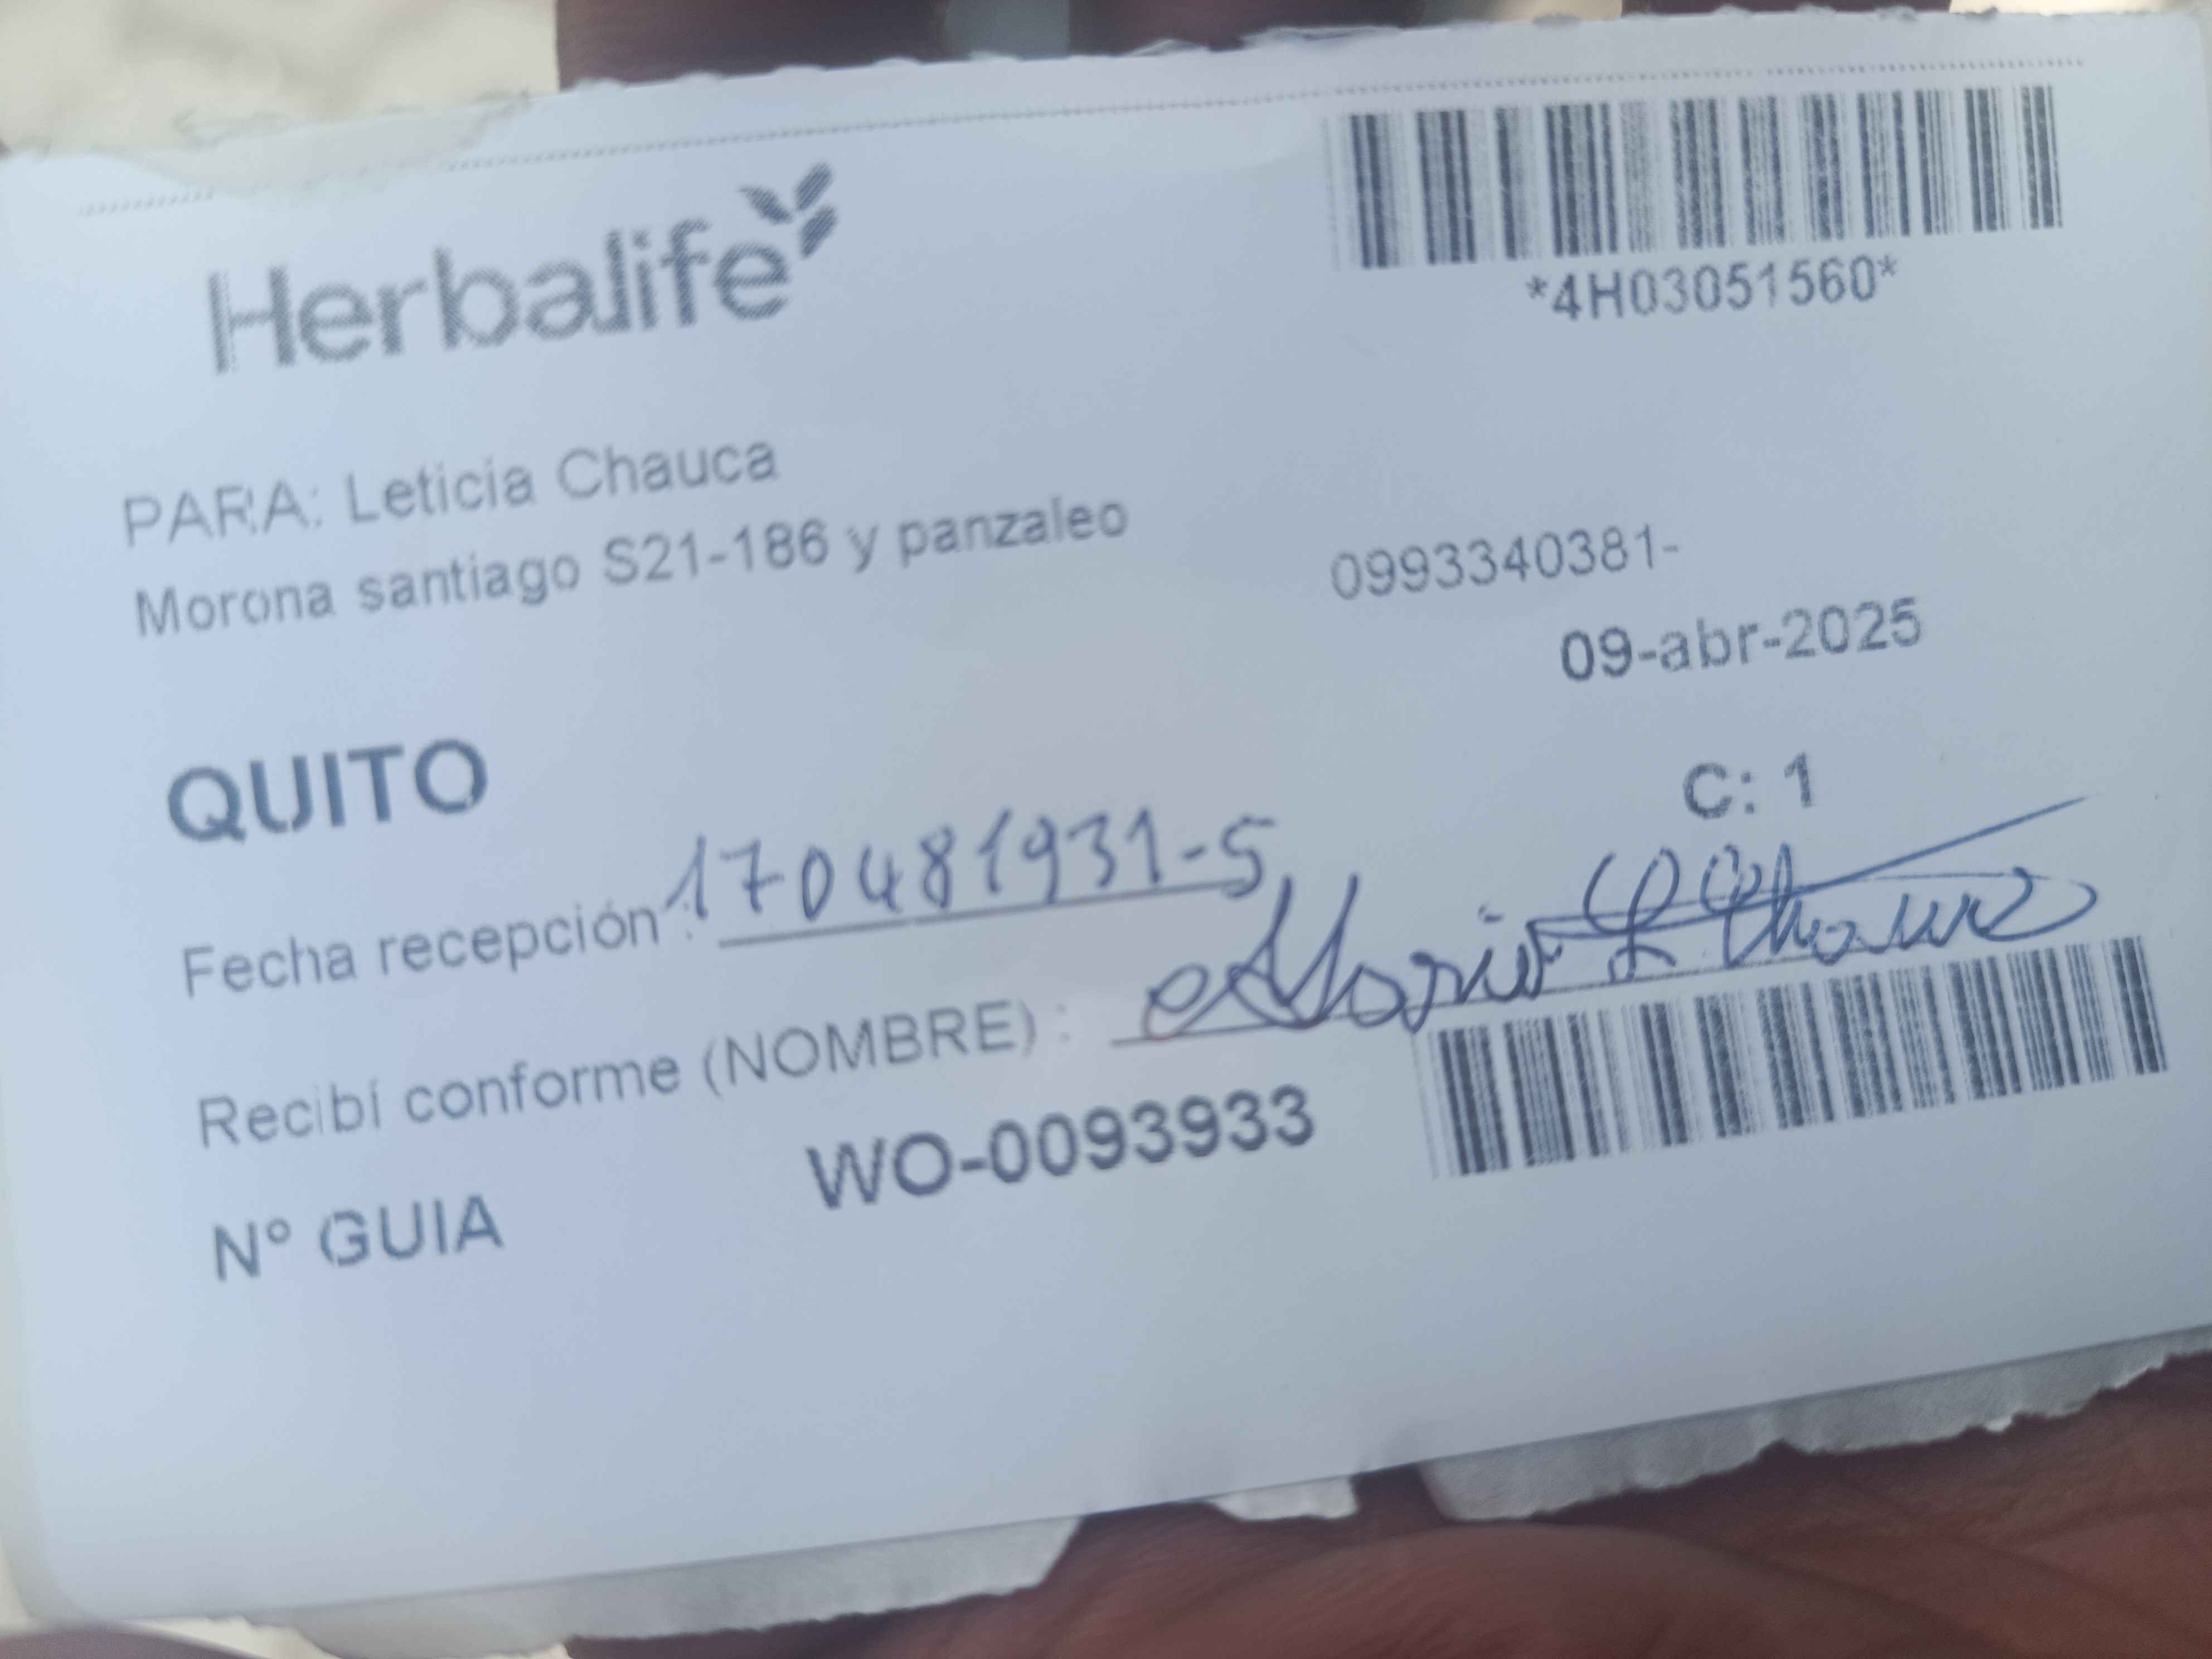 Herbalife
*4H03051560*
PARA: Leticia Chauca
Morona santiago S21-186 y panzaleo
0993340381-
09-abr-2025
QUITO
C: 1
Fecha recepción : 170481931-5
Recibí conforme (NOMBRE) :
Nº GUIA WO-0093933